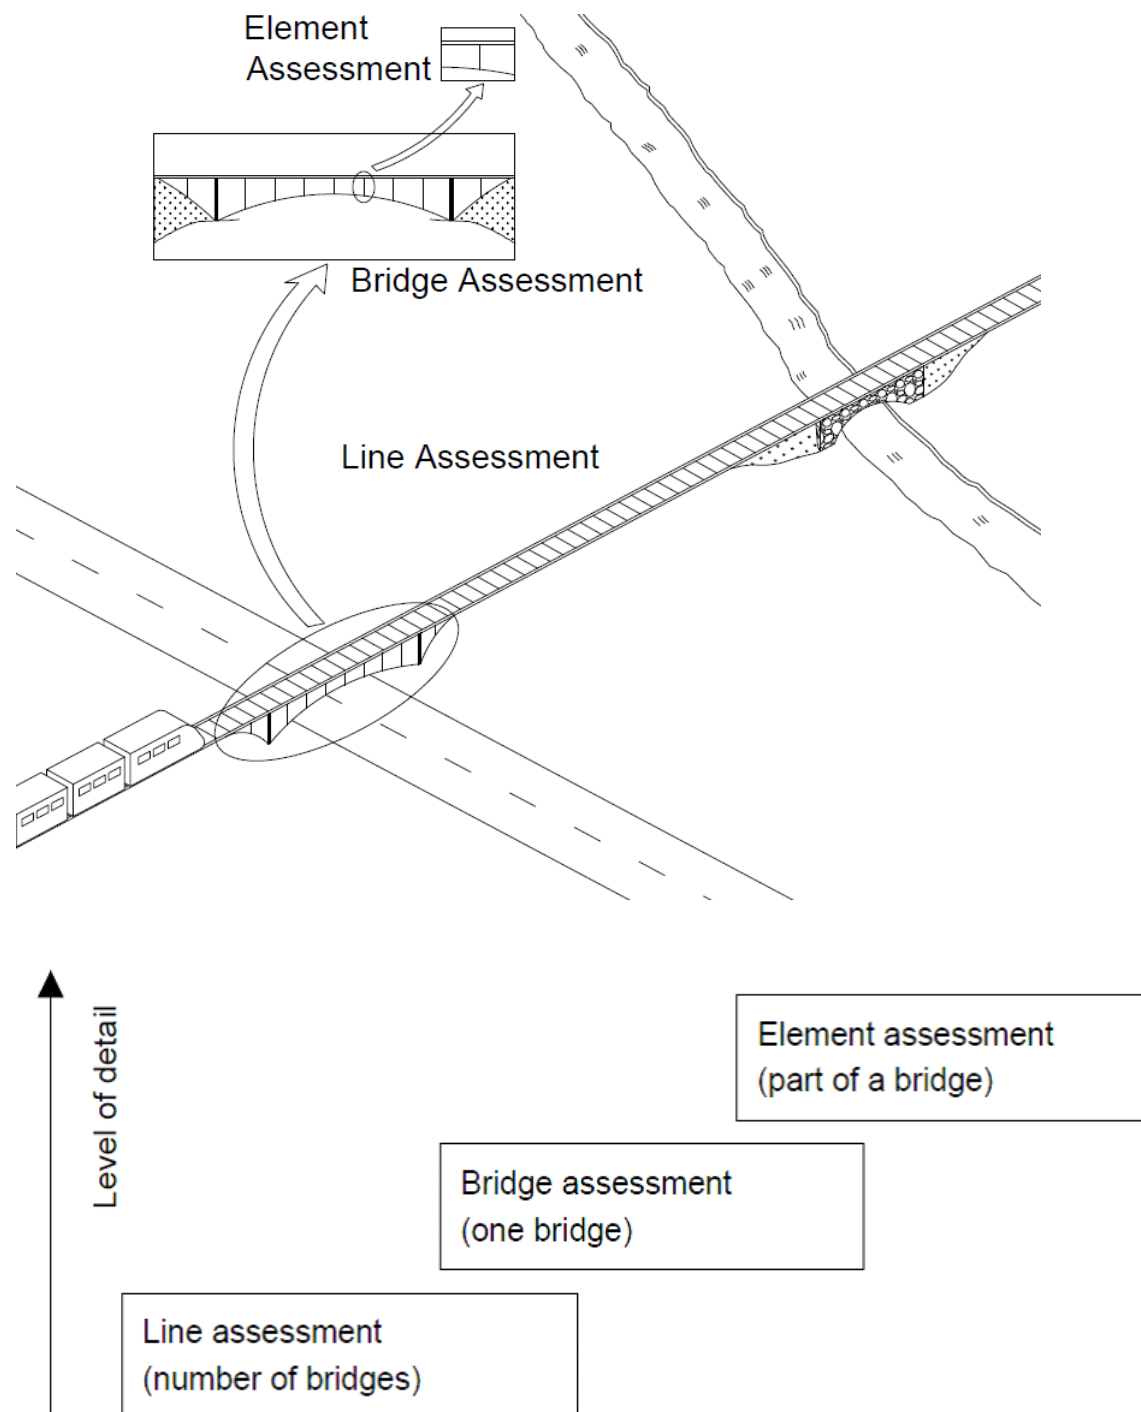 Element
Assessment
Bridge Assessment
Line Assessment
Level of detail
Element assessment
(part of a bridge)
Bridge assessment
(one bridge)
Line assessment
(number of bridges)